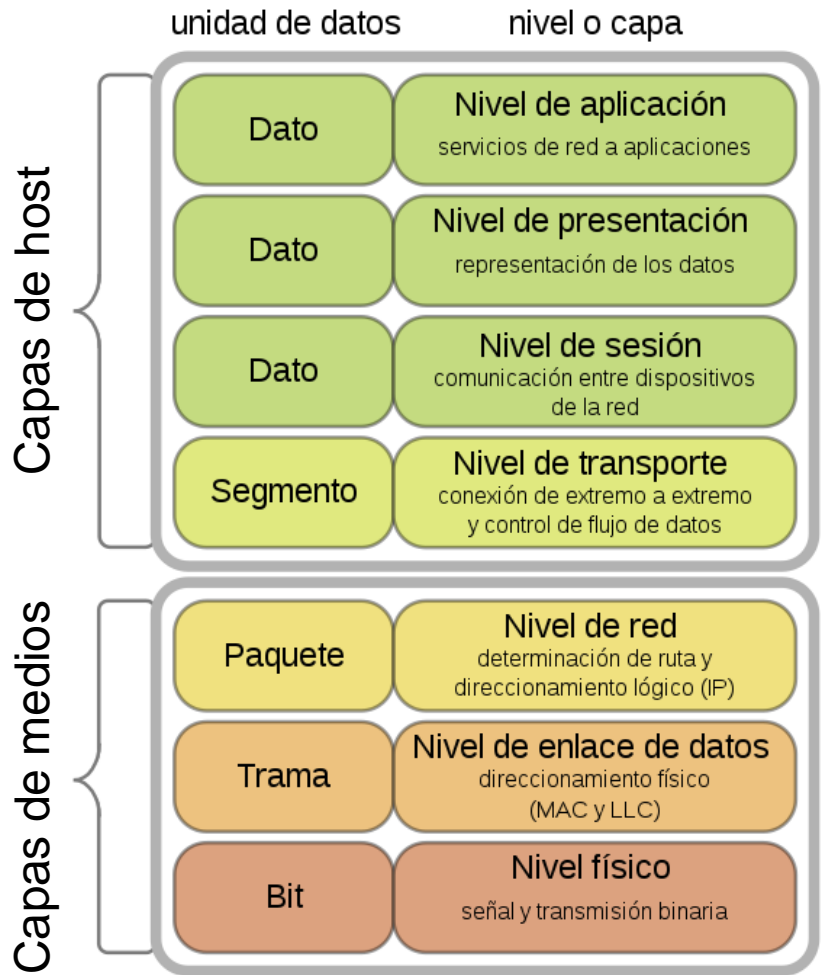 unidad de datos
nivel o capa
Capas de host
Dato
Nivel de aplicación
servicios de red a aplicaciones
Dato
Nivel de presentación
representación de los datos
Dato
Nivel de sesión
comunicación entre dispositivos
de la red
Segmento
Nivel de transporte
conexión de extremo a extremo
y control de flujo de datos
Capas de medios
Paquete
Nivel de red
determinación de ruta y
direccionamiento lógico (IP)
Trama
Nivel de enlace de datos
direccionamiento físico
(MAC y LLC)
Bit
Nivel físico
señal y transmisión binaria